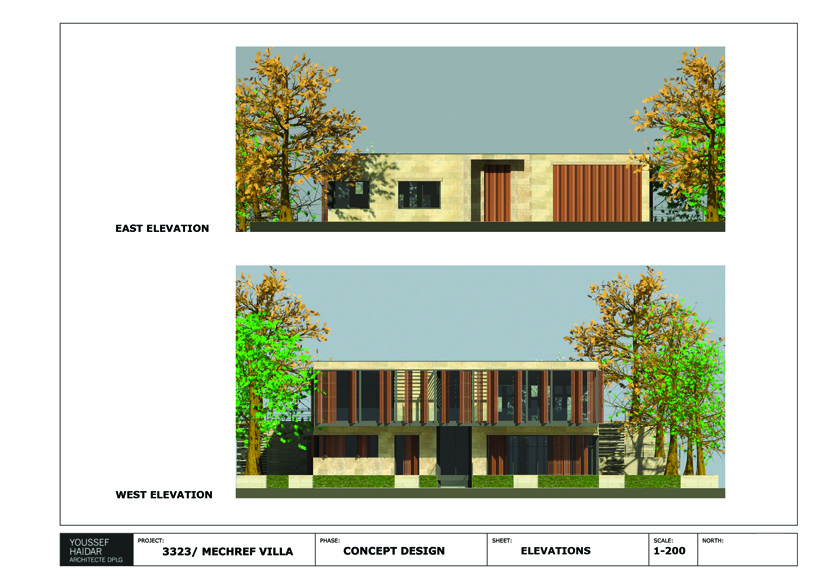 EAST ELEVATION
WEST ELEVATION
YOUSSEF
HAIDAR
ARCHITECTE DPLG
PROJECT:
3323/ MECHREF VILLA
PHASE:
CONCEPT DESIGN
SHEET:
ELEVATIONS
SCALE:
1-200
NORTH: